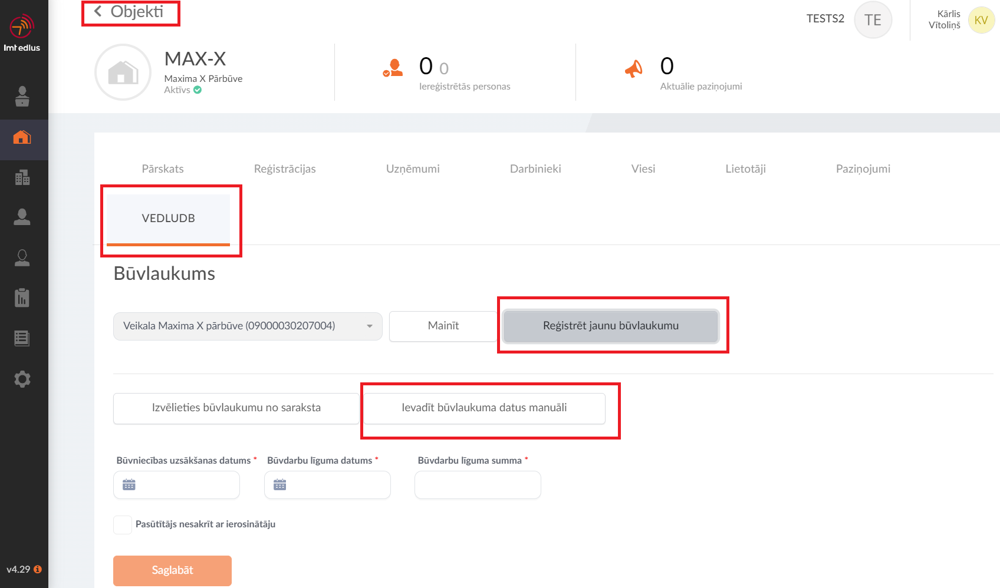 Objekti
TESTS2
TE
Kārlis
Vītoliņš
KV
lmt edlus
MAX-X
Maxima X Pārbūve
Aktīvs
0 0
Iereģistrētās personas
0
Aktuālie paziņojumi
Pārskats Reģistrācijas Uzņēmumi Darbinieki Viesi Lietotāji Paziņojumi
VEDLUDB
Būvlaukums
Veikala Maxima X pārbūve (09000030207004) Mainīt Reģistrēt jaunu būvlaukumu
Izvēlieties būvlaukumu no saraksta Ievadīt būvlaukuma datus manuāli
Būvniecības uzsākšanas datums * Būvdarbu līguma datums * Būvdarbu līguma summa *
Pasūtītājs nesakrīt ar ierosinātāju
Saglabāt
v4.29